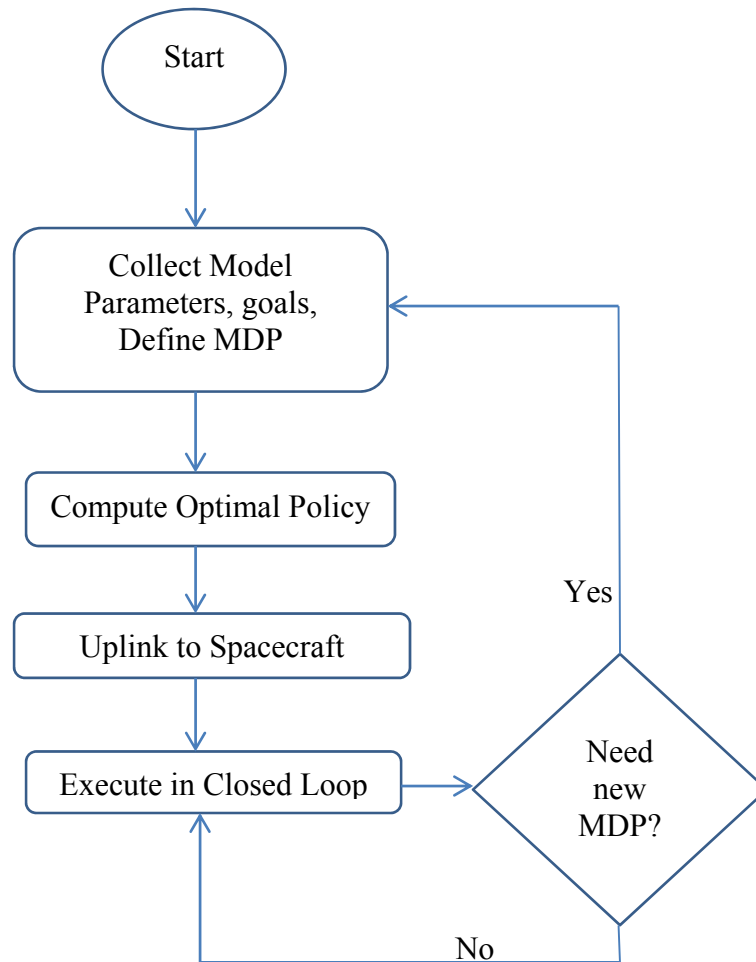 Start
Collect Model
Parameters, goals,
Define MDP
Compute Optimal Policy
Uplink to Spacecraft
Execute in Closed Loop
Need
new
MDP?
Yes
No